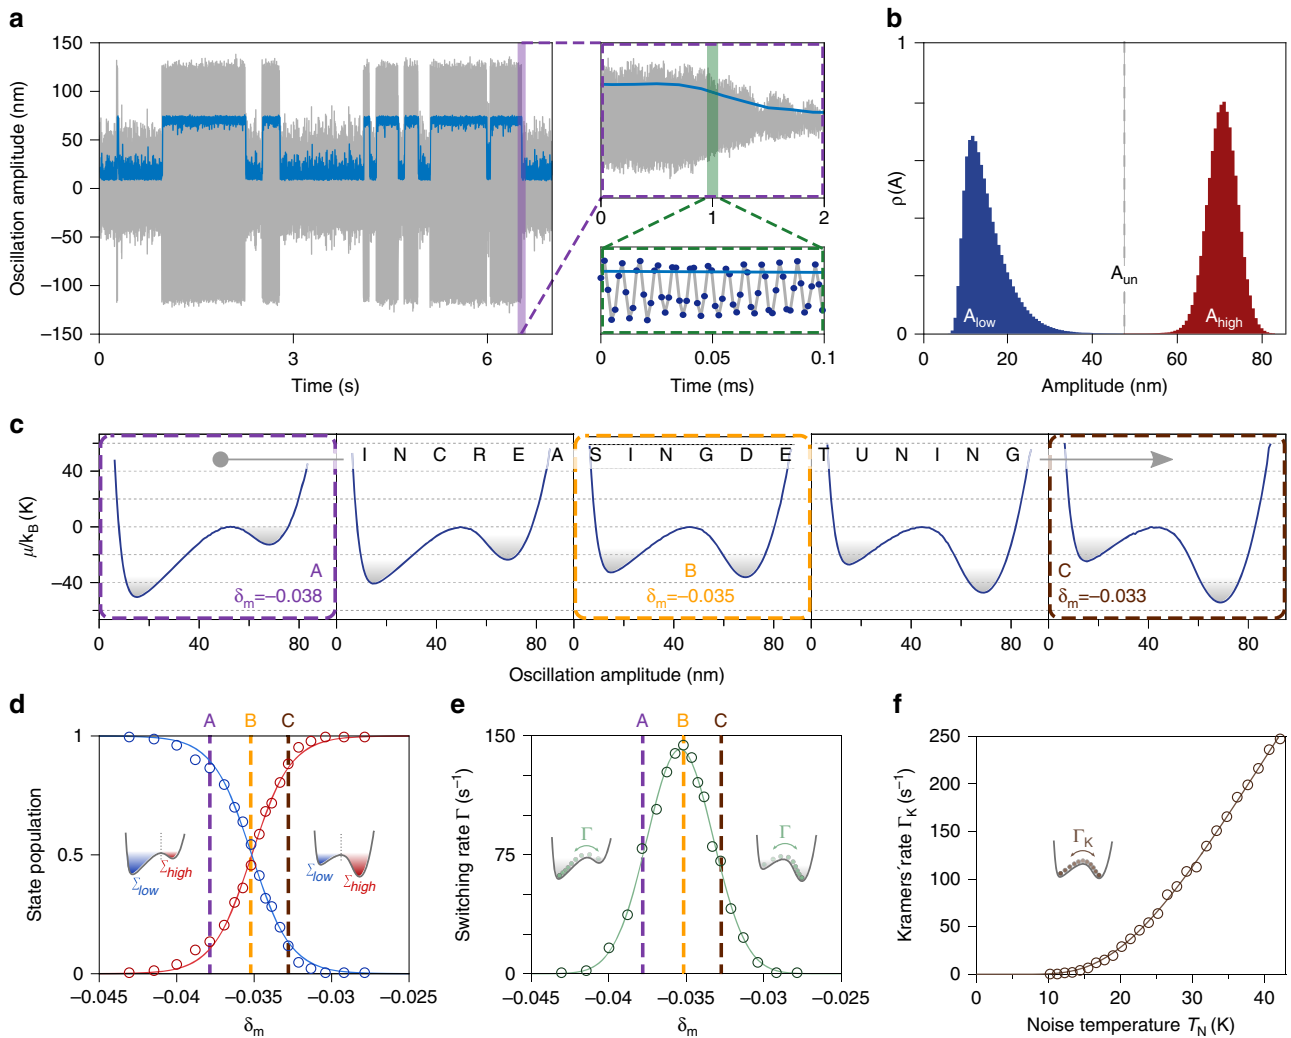 a
150
100
50
0
−50
−100
−150
Oscillation amplitude (nm)
0 3 6
Time (s)
0 1 2
0 0.05 0.1
Time (ms)
b
1
0
ρ(A)
A_un
A_low
A_high
0 20 40 60 80
Amplitude (nm)
c
INCREASINGDETUNING
40
0
−40
μ/k_B (K)
A
δ_m=−0.038
B
δ_m=−0.035
C
δ_m=−0.033
0 40 80 0 40 80 0 40 80 0 40 80 0 40 80
Oscillation amplitude (nm)
d
A B C
1
0.5
0
State population
Σ_low
Σ_high
Σ_low
Σ_high
−0.045 −0.04 −0.035 −0.03 −0.025
δ_m
e
A B C
150
75
0
Switching rate Γ (s⁻¹)
Γ
Γ
−0.045 −0.04 −0.035 −0.03 −0.025
δ_m
f
250
200
150
100
50
0
Kramers' rate Γ_K (s⁻¹)
Γ_K
0 10 20 30 40
Noise temperature T_N (K)